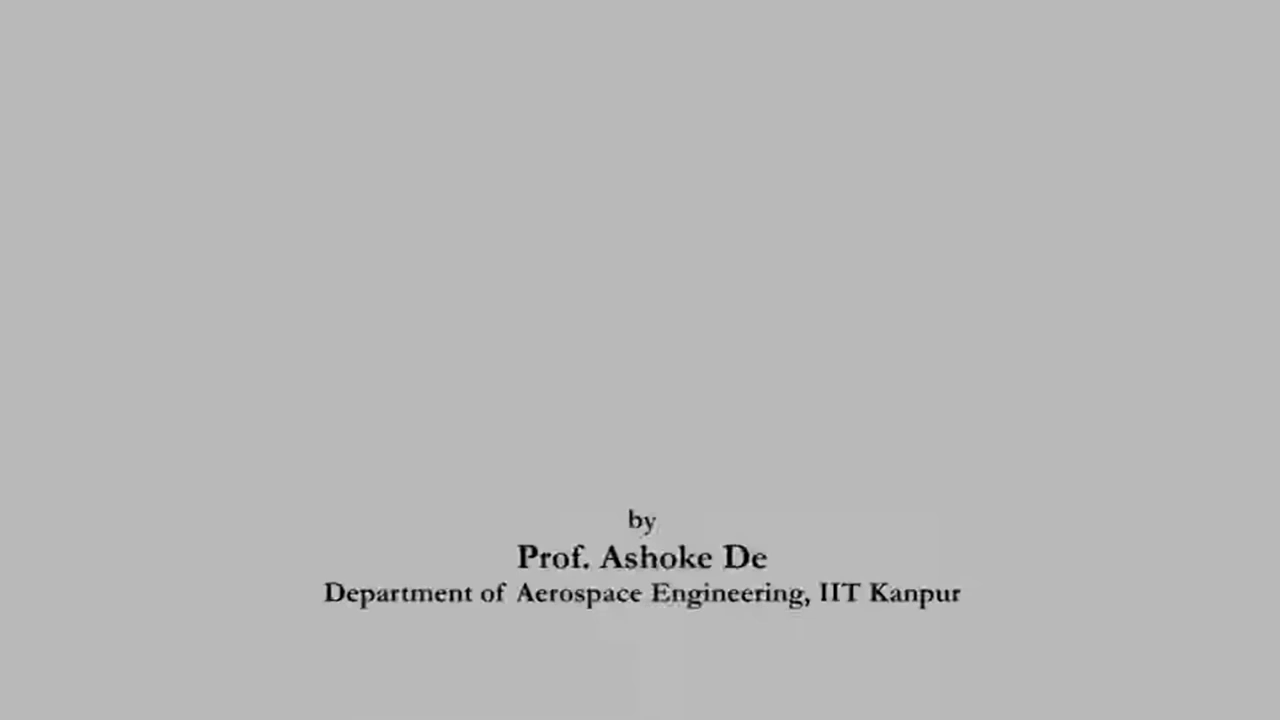 by
Prof. Ashoke De
Department of Aerospace Engineering, IIT Kanpur